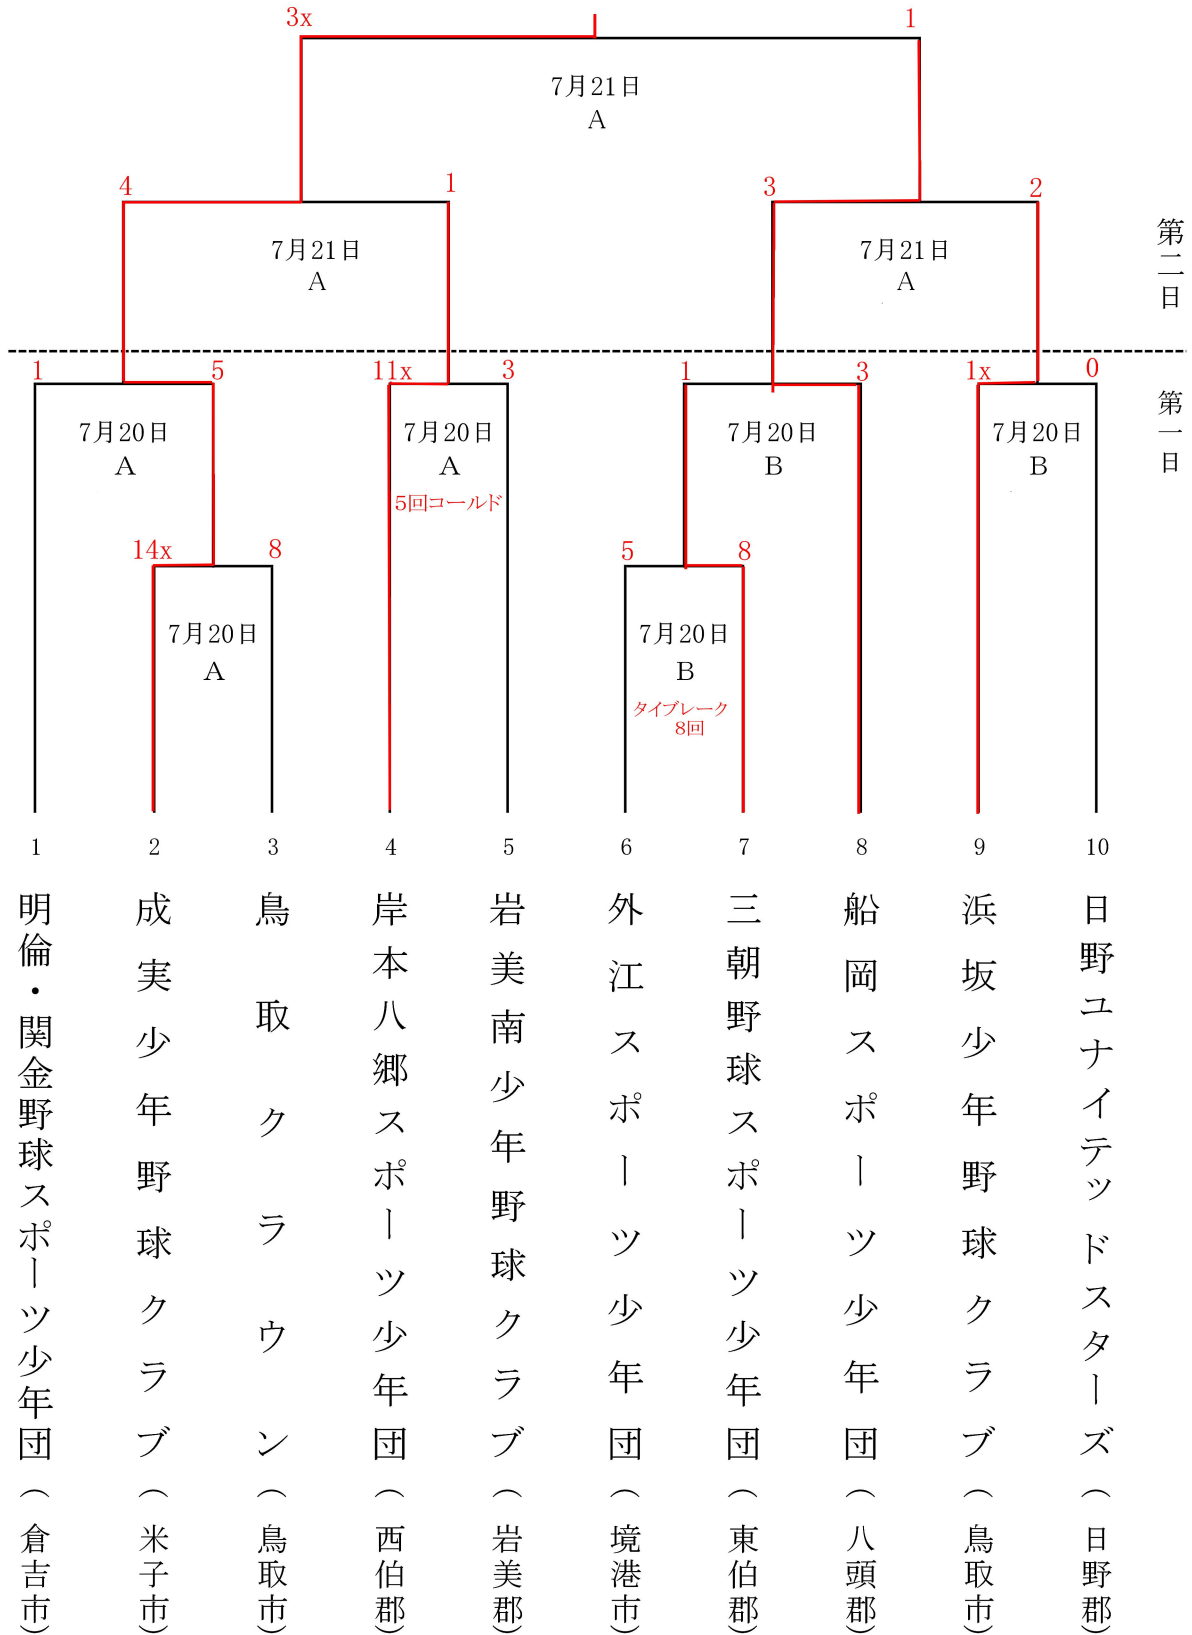 3x
1
7月21日
A
4
1
3
2
7月21日
A
7月21日
A
第二日
1
5
11x
3
1
3
1x
0
第一日
7月20日
A
7月20日
A
5回コールド
7月20日
B
7月20日
B
14x
8
5
8
7月20日
A
7月20日
B
タイブレーク
8回
1
2
3
4
5
6
7
8
9
10
明倫・関金野球スポーツ少年団(倉吉市)
成実少年野球クラブ(米子市)
鳥取クラウン(鳥取市)
岸本八郷スポーツ少年団(西伯郡)
岩美南少年野球クラブ(岩美郡)
外江スポーツ少年団(境港市)
三朝野球スポーツ少年団(東伯郡)
船岡スポーツ少年団(八頭郡)
浜坂少年野球クラブ(鳥取市)
日野ユナイテッドスターズ(日野郡)